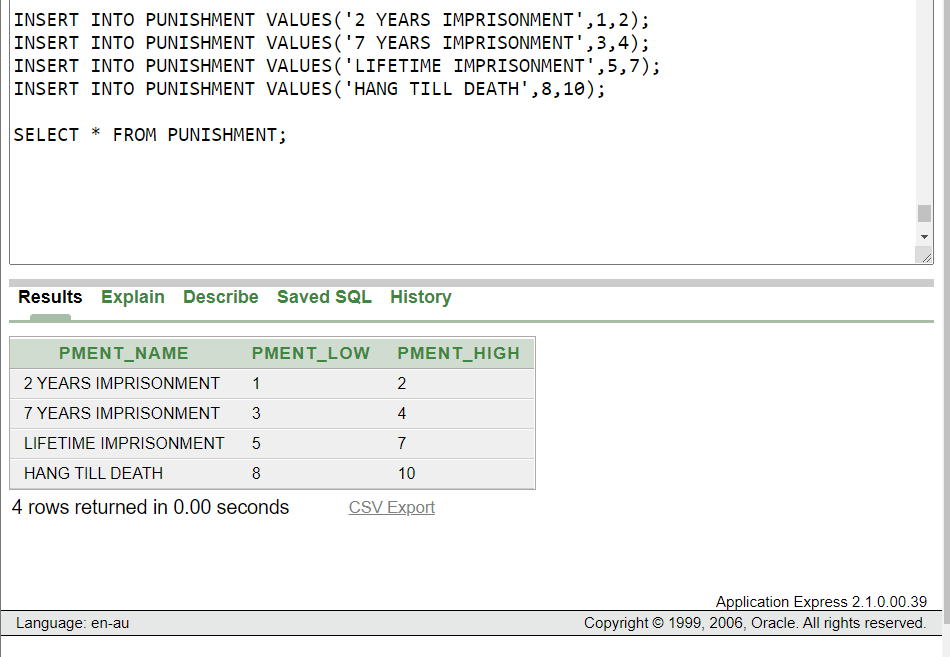 INSERT INTO PUNISHMENT VALUES('2 YEARS IMPRISONMENT',1,2);
INSERT INTO PUNISHMENT VALUES('7 YEARS IMPRISONMENT',3,4);
INSERT INTO PUNISHMENT VALUES('LIFETIME IMPRISONMENT',5,7);
INSERT INTO PUNISHMENT VALUES('HANG TILL DEATH',8,10);
SELECT * FROM PUNISHMENT;
Results Explain Describe Saved SQL History
PMENT_NAME PMENT_LOW PMENT_HIGH
2 YEARS IMPRISONMENT 1 2
7 YEARS IMPRISONMENT 3 4
LIFETIME IMPRISONMENT 5 7
HANG TILL DEATH 8 10
4 rows returned in 0.00 seconds CSV Export
Application Express 2.1.0.00.39
Language: en-au Copyright © 1999, 2006, Oracle. All rights reserved.